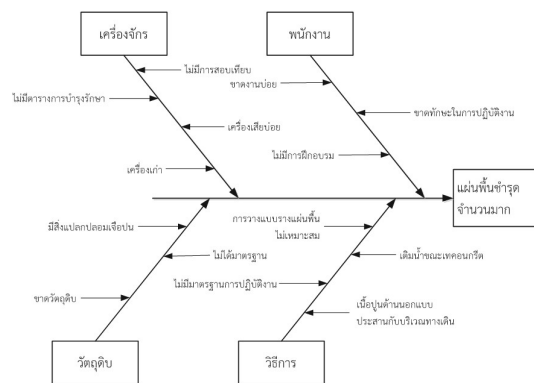 เครื่องจักร
พนักงาน
ไม่มีการสอบเทียบ
ขาดงานบ่อย
ไม่มีตารางการบำรุงรักษา
ขาดทักษะในการปฏิบัติงาน
เครื่องเสียบ่อย
ไม่มีการฝึกอบรม
เครื่องเก่า
แผ่นพื้นชำรุด
จำนวนมาก
มีสิ่งแปลกปลอมเจือปน
การวางแบบรางแผ่นพื้น
ไม่เหมาะสม
ไม่ได้มาตรฐาน
เติมน้ำขณะเทคอนกรีต
ไม่มีมาตรฐานการปฏิบัติงาน
ขาดวัตถุดิบ
เนื้อปูนด้านนอกแบบ
ประสานกับบริเวณทางเดิน
วัตถุดิบ
วิธีการ